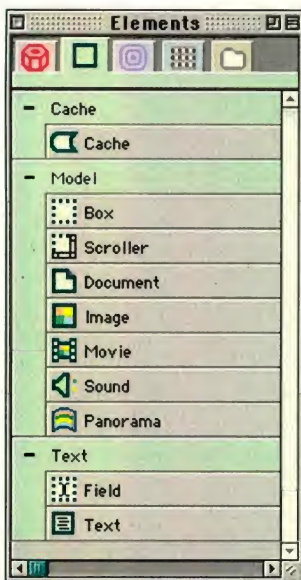 Elements
Cache
Cache
Model
Box
Scroller
Document
Image
Movie
Sound
Panorama
Text
Field
Text